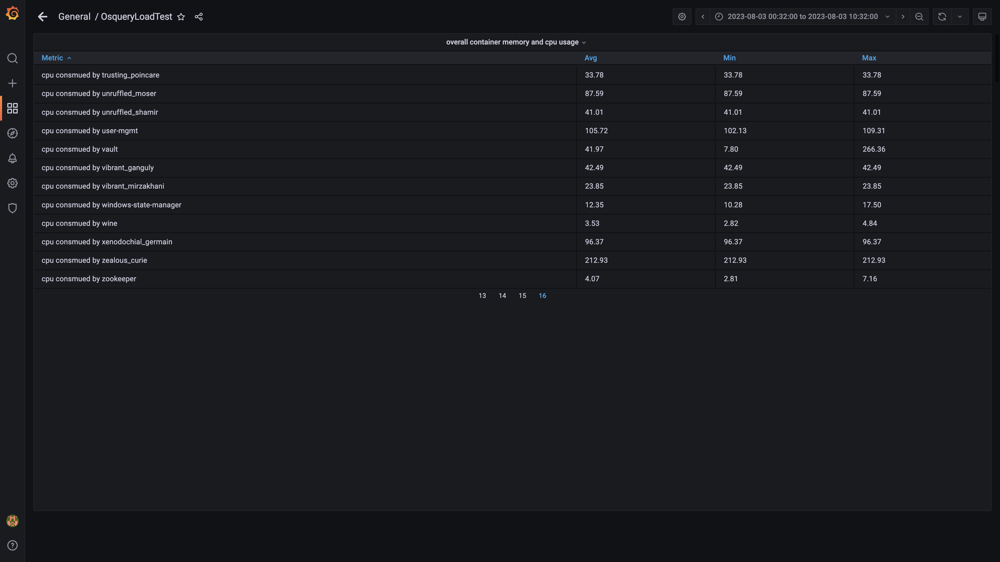 General / OsqueryLoadTest
2023-08-03 00:32:00 to 2023-08-03 10:32:00
overall container memory and cpu usage
Metric Avg Min Max
cpu consmued by trusting_poincare 33.78 33.78 33.78
cpu consmued by unruffled_moser 87.59 87.59 87.59
cpu consmued by unruffled_shamir 41.01 41.01 41.01
cpu consmued by user-mgmt 105.72 102.13 109.31
cpu consmued by vault 41.97 7.80 266.36
cpu consmued by vibrant_ganguly 42.49 42.49 42.49
cpu consmued by vibrant_mirzakhani 23.85 23.85 23.85
cpu consmued by windows-state-manager 12.35 10.28 17.50
cpu consmued by wine 3.53 2.82 4.84
cpu consmued by xenodochial_germain 96.37 96.37 96.37
cpu consmued by zealous_curie 212.93 212.93 212.93
cpu consmued by zookeeper 4.07 2.81 7.16
13 14 15 16